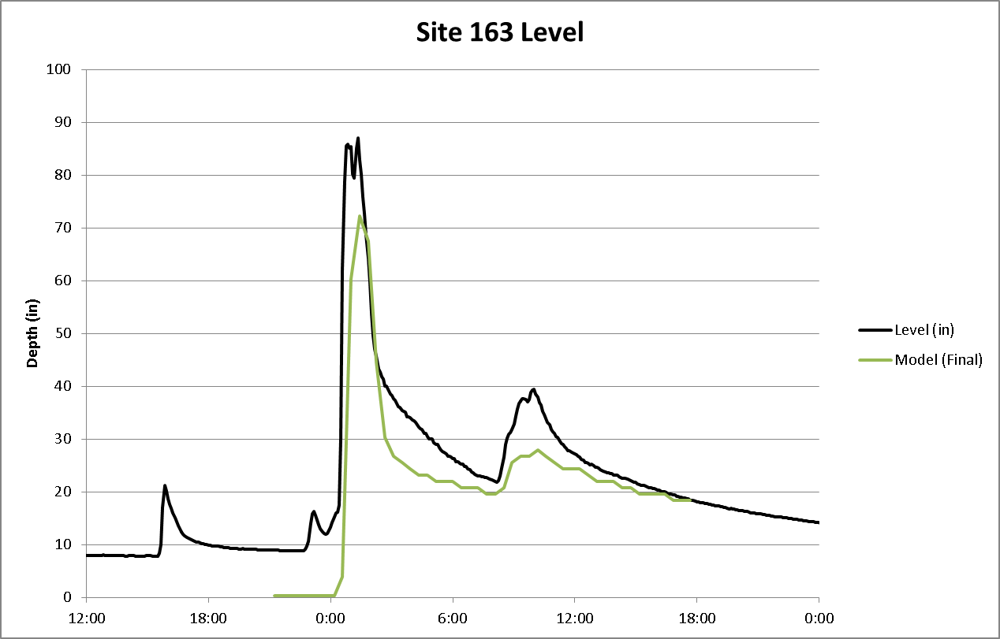 Site 163 Level
100
90
80
70
60
50
40
30
20
10
0
Depth (in)
12:00 18:00 0:00 6:00 12:00 18:00 0:00
Level (in)
Model (Final)